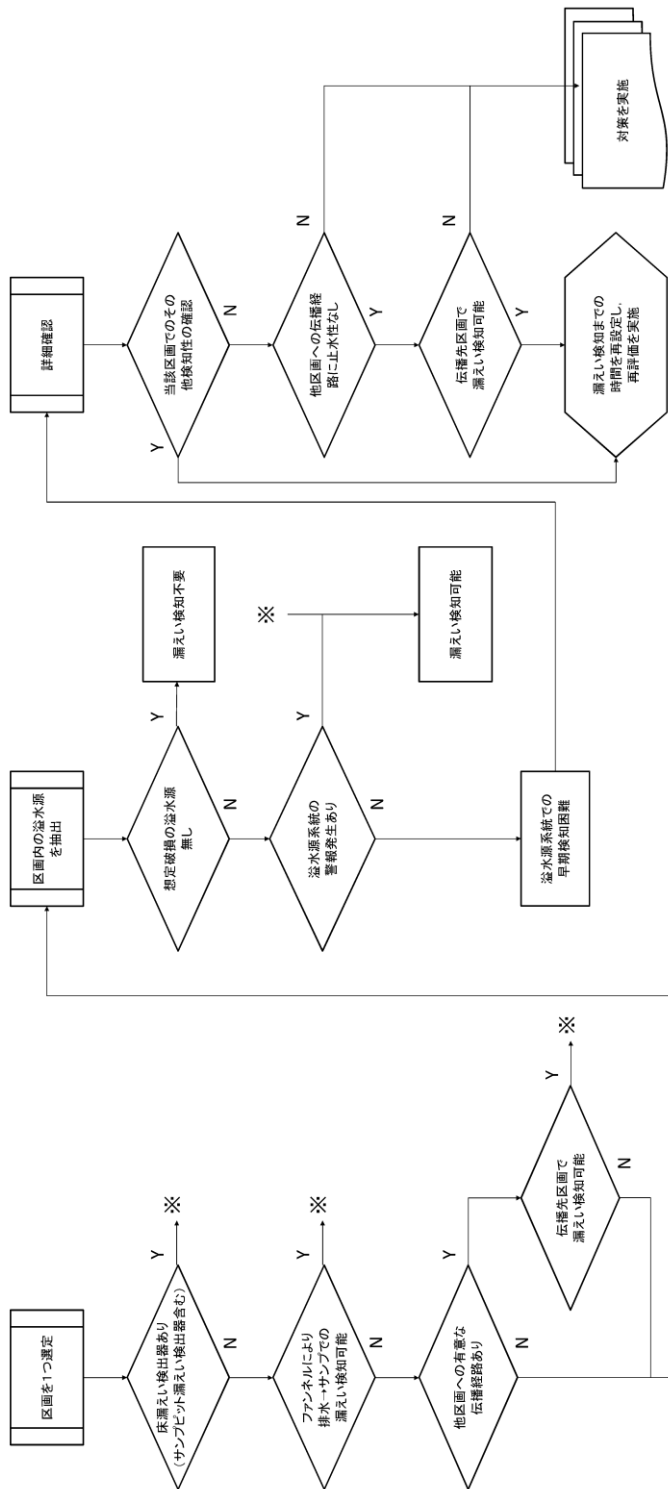 区画を1つ選定
床漏えい検出器あり
(サンプピット漏えい検出器含む)
Y
※
N
ファンネルにより
排水→サンプでの
漏えい検知可能
Y
※
N
他区画への有意な
伝播経路あり
Y
N
伝播先区画で
漏えい検知可能
Y
※
N
区画内の溢水源
を抽出
想定破損の溢水源
無し
Y
漏えい検知不要
N
溢水源系統の
警報発生あり
Y
※
漏えい検知可能
N
溢水源系統での
早期検知困難
詳細確認
当該区画でのその
他検知性の確認
Y
N
他区画への伝播経
路に止水性なし
N
Y
伝播先区画で
漏えい検知可能
N
Y
漏えい検知までの
時間を再設定し,
再評価を実施
対策を実施